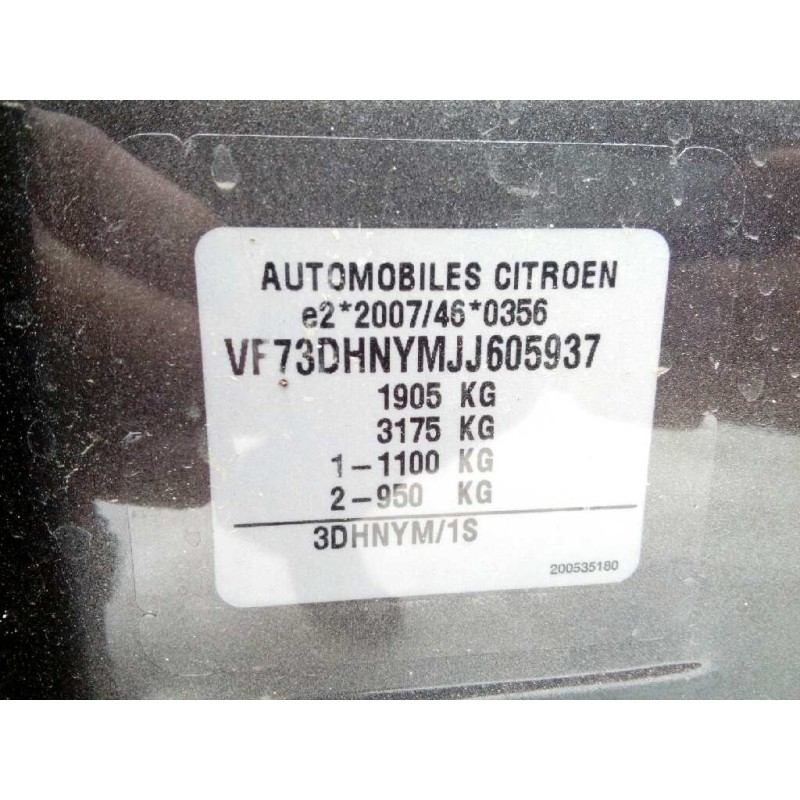 AUTOMOBILES CITROEN
e2*2007/46*0356
VF73DHNYMJJ605937
1905 KG
3175 KG
1-1100 KG
2-950 KG
3DHNYM/1S
200535180